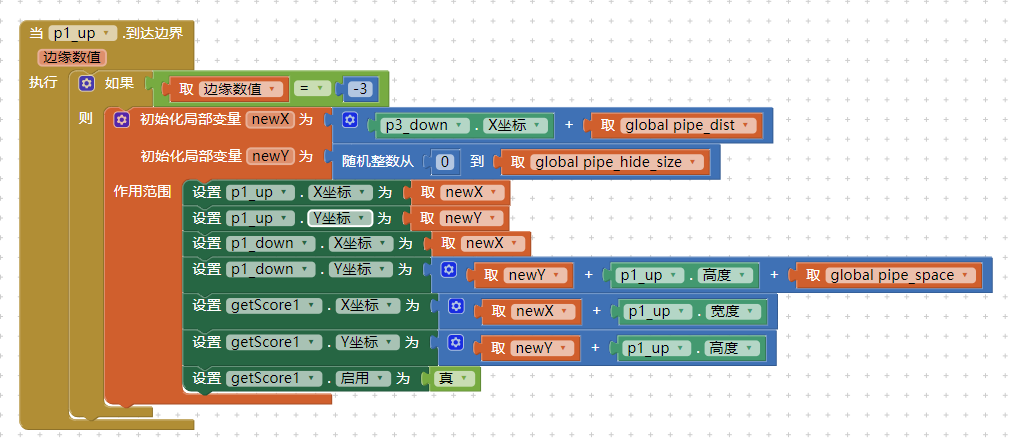 当 p1_up .到达边界
边缘数值
执行 如果 取 边缘数值 = -3
则 初始化局部变量 newX 为 p3_down . X坐标 + 取 global pipe_dist
初始化局部变量 newY 为 随机整数从 0 到 取 global pipe_hide_size
作用范围 设置 p1_up . X坐标 为 取 newX
设置 p1_up . Y坐标 为 取 newY
设置 p1_down . X坐标 为 取 newX
设置 p1_down . Y坐标 为 取 newY + p1_up . 高度 + 取 global pipe_space
设置 getScore1 . X坐标 为 取 newX + p1_up . 宽度
设置 getScore1 . Y坐标 为 取 newY + p1_up . 高度
设置 getScore1 . 启用 为 真